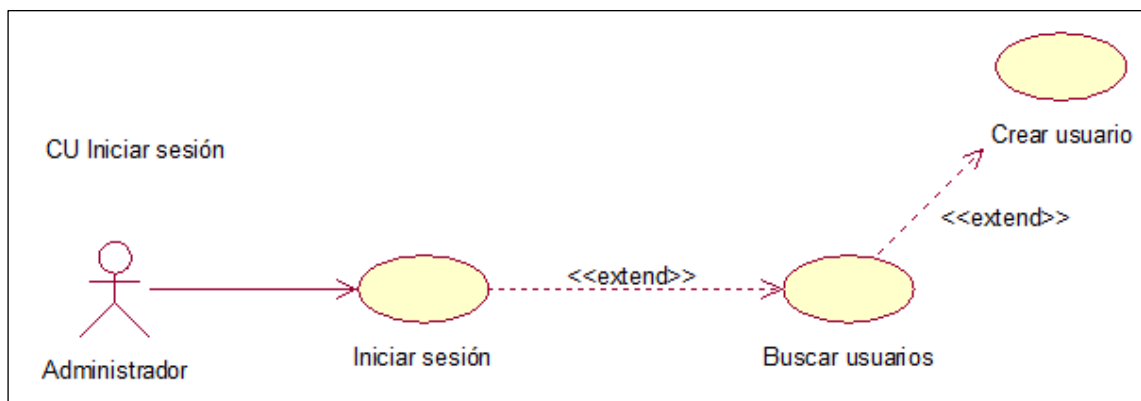 Crear usuario
CU Iniciar sesión
<<extend>>
<<extend>>
Iniciar sesión
Buscar usuarios
Administrador